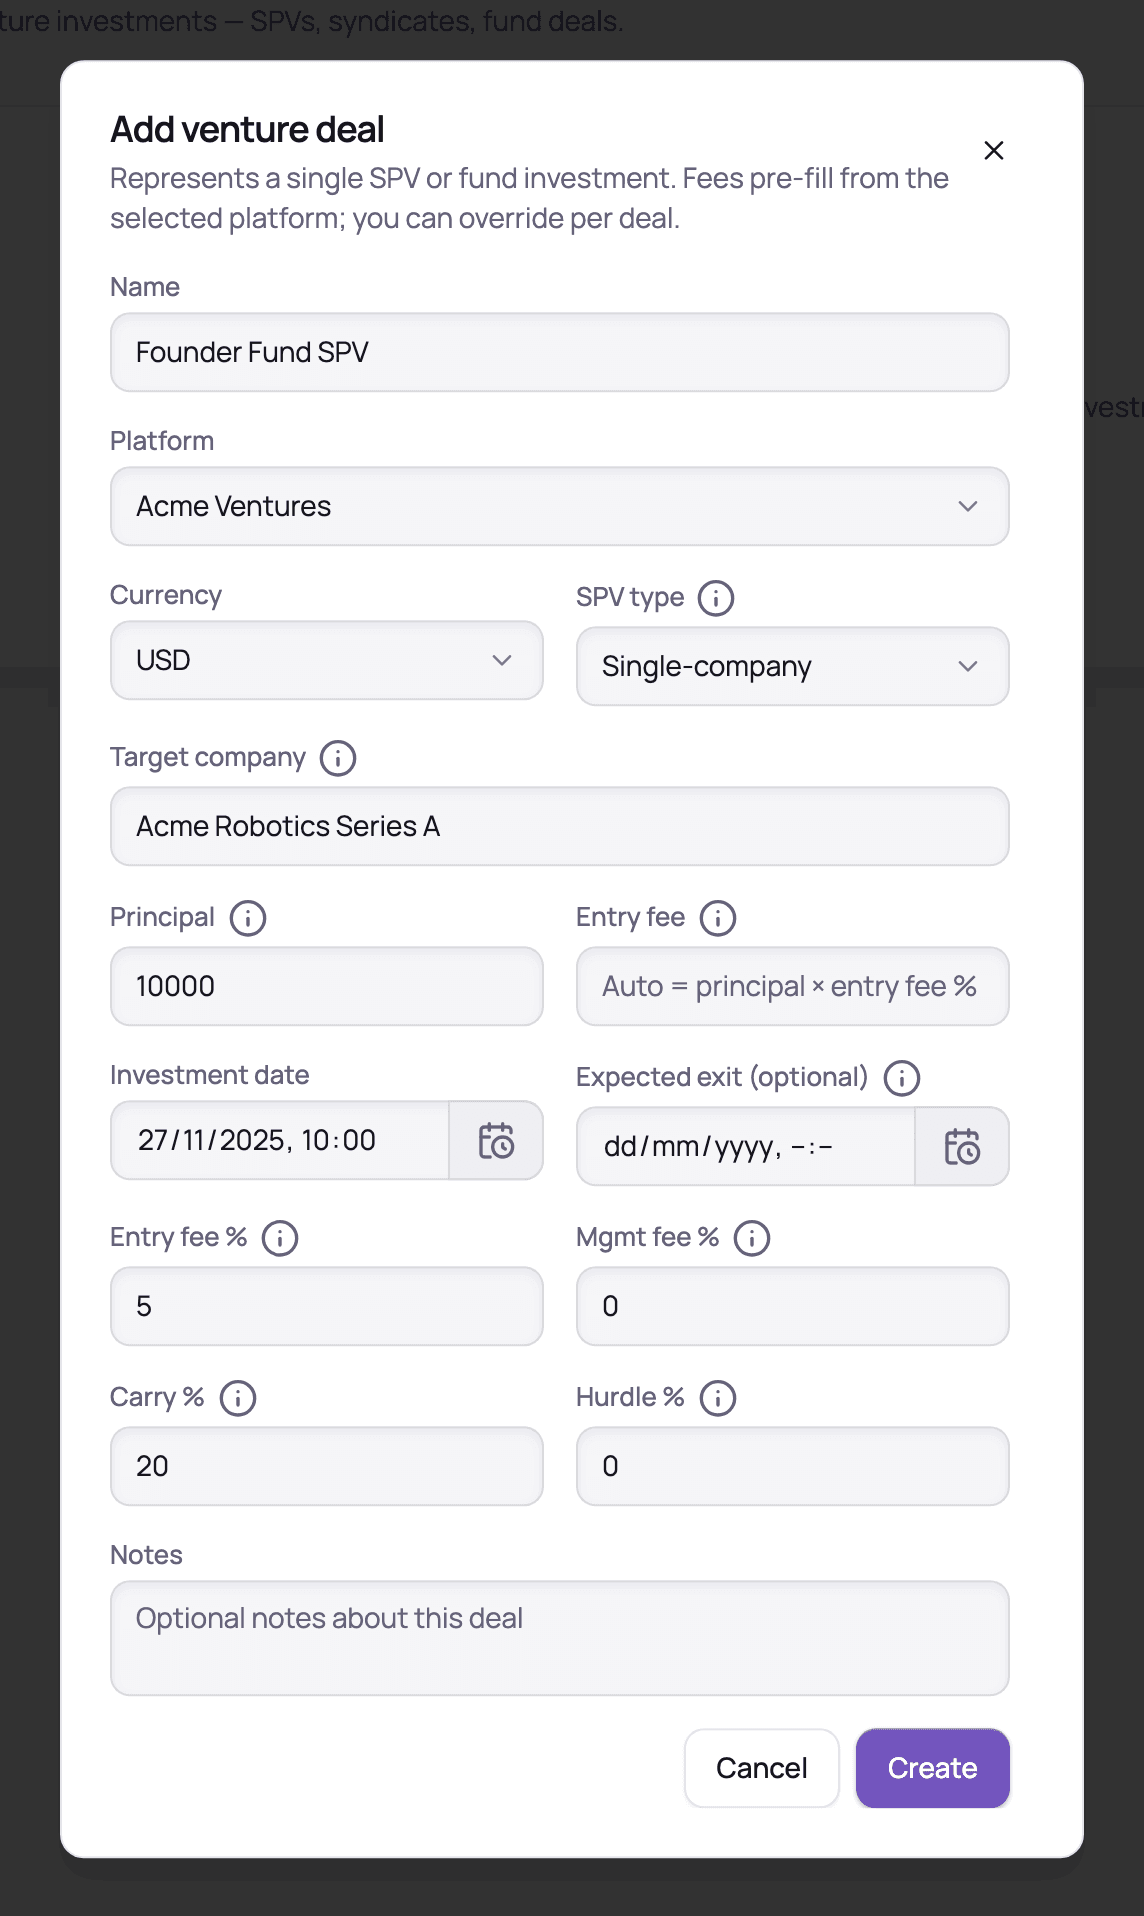 ture investments — SPVs, syndicates, fund deals.
Add venture deal
Represents a single SPV or fund investment. Fees pre-fill from the
selected platform; you can override per deal.
Name
Founder Fund SPV
Platform
Acme Ventures
Currency
SPV type
USD
Single-company
Target company
Acme Robotics Series A
Principal
Entry fee
10000
Auto = principal × entry fee %
Investment date
Expected exit (optional)
27/11/2025, 10:00
dd/mm/yyyy, --:--
Entry fee %
Mgmt fee %
5
0
Carry %
Hurdle %
20
0
Notes
Optional notes about this deal
Cancel
Create